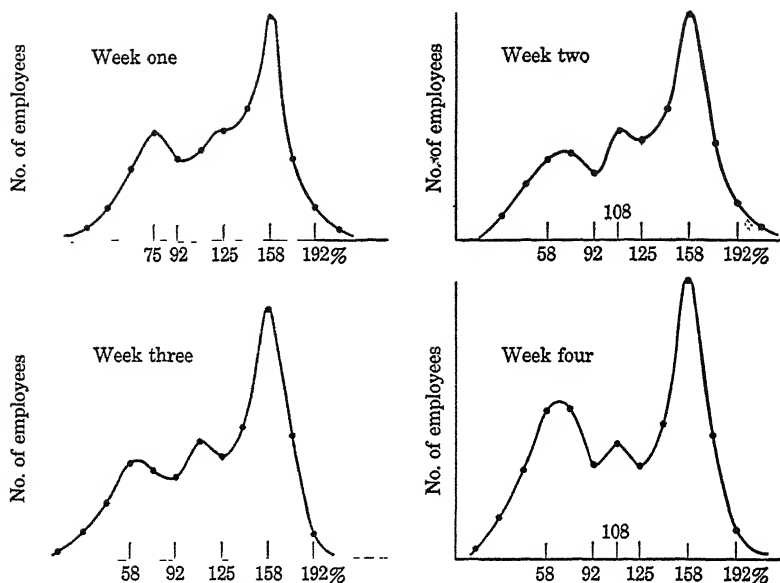 No. of employees
Week one
75 92 125 158 192%
No. of employees
Week two
108
58 92 125 158 192%
No. of employees
Week three
58 92 125 158 192%
No. of employees
Week four
108
58 92 125 158 192%